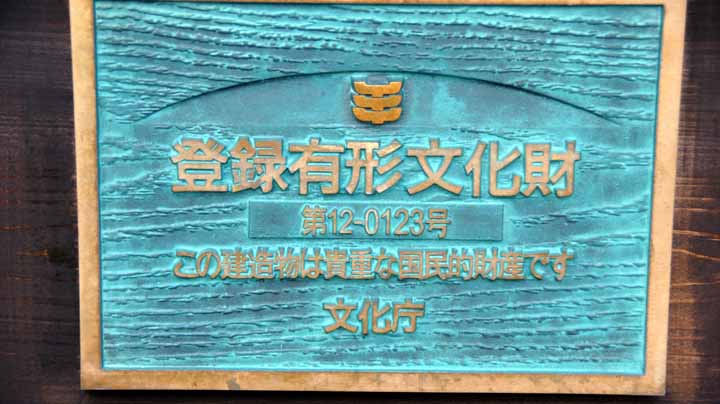 登録有形文化財
第12-0123号
この建造物は貴重な国民的財産です
文化庁